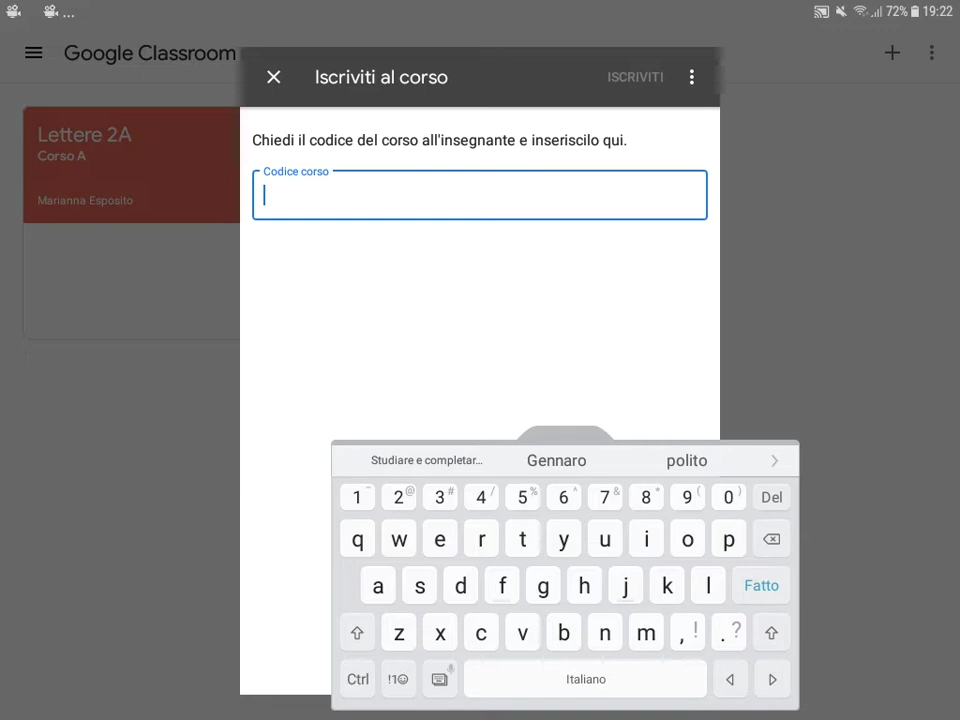 ... 72% 19:22
Google Classroom
Iscriviti al corso ISCRIVITI
Lettere 2A
Corso A
Marianna Esposito
Chiedi il codice del corso all'insegnante e inseriscilo qui.
Codice corso
Studiare e completar... Gennaro polito
1 ~ 2 @ 3 # 4 / 5 % 6 ^ 7 & 8 * 9 ( 0 ) Del
q w e r t y u i o p
a s d f g h j k l Fatto
z x c v b n m , ! . ?
Ctrl !1☺ Italiano